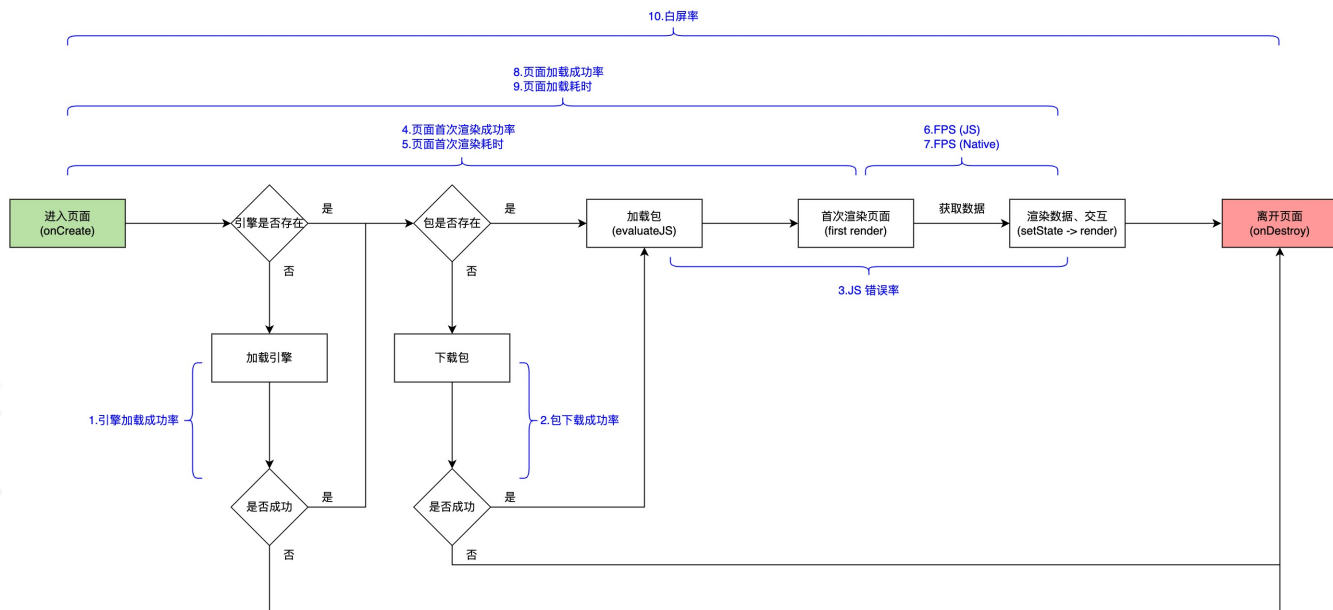 10.白屏率
8.页面加载成功率
9.页面加载耗时
4.页面首次渲染成功率
5.页面首次渲染耗时
6.FPS (JS)
7.FPS (Native)
进入页面
(onCreate)
引擎是否存在
是
包是否存在
是
加载包
(evaluateJS)
首次渲染页面
(first render)
获取数据
渲染数据、交互
(setState -> render)
离开页面
(onDestroy)
否
否
3.JS 错误率
加载引擎
下载包
1.引擎加载成功率
2.包下载成功率
是否成功
是
是否成功
是
否
否